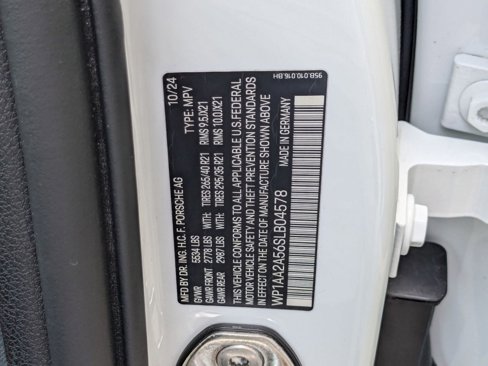 MFD BY DR. ING. H.C. F. PORSCHE AG 10/24
GVWR 5534 LBS TYPE: MPV
GAWR FRONT 2778 LBS WITH: TIRES 265/40 R21 RIMS 9.5JX21
GAWR REAR 2987 LBS WITH: TIRES 295/35 R21 RIMS 10.0JX21
THIS VEHICLE CONFORMS TO ALL APPLICABLE U.S. FEDERAL
MOTOR VEHICLE SAFETY AND THEFT PREVENTION STANDARDS
IN EFFECT ON THE DATE OF MANUFACTURE SHOWN ABOVE
WP1AA2A56SLB04578 MADE IN GERMANY
95B.010.016.BH